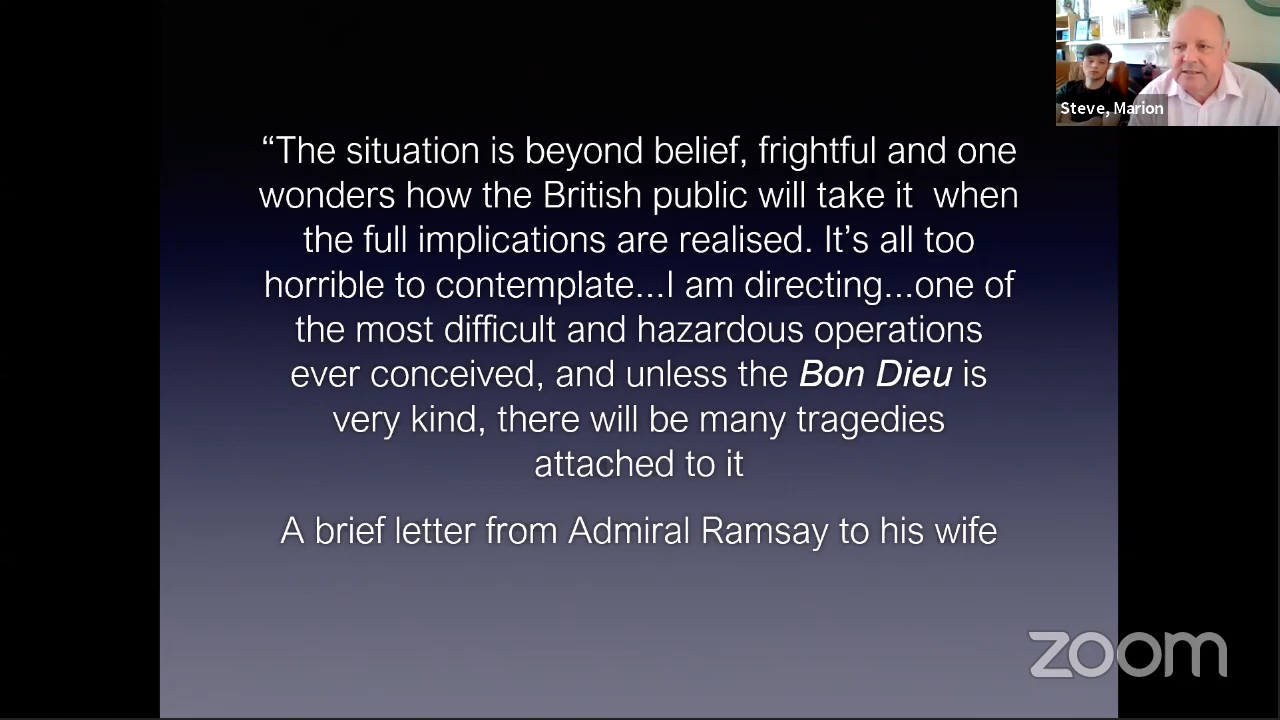 Steve, Marion
“The situation is beyond belief, frightful and one
wonders how the British public will take it  when
the full implications are realised. It’s all too
horrible to contemplate...I am directing...one of
the most difficult and hazardous operations
ever conceived, and unless the Bon Dieu is
very kind, there will be many tragedies
attached to it
A brief letter from Admiral Ramsay to his wife
zoom